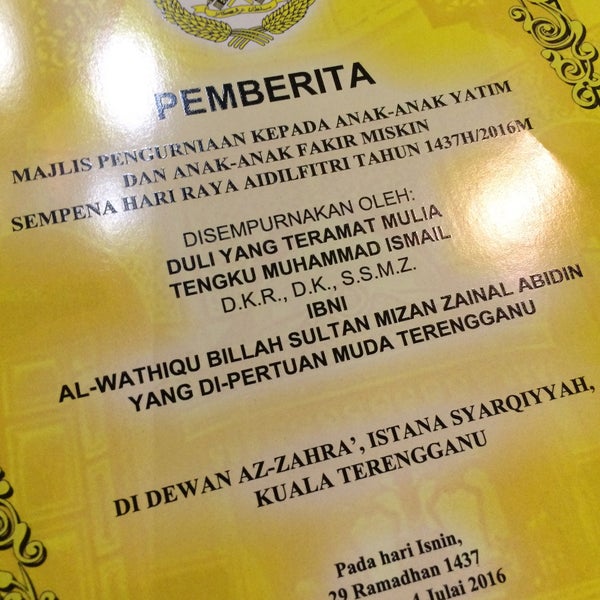 PEMBERITA
MAJLIS PENGURNIAAN KEPADA ANAK-ANAK YATIM
DAN ANAK-ANAK FAKIR MISKIN
SEMPENA HARI RAYA AIDILFITRI TAHUN 1437H/2016M
DISEMPURNAKAN OLEH:
DULI YANG TERAMAT MULIA
TENGKU MUHAMMAD ISMAIL
D.K.R., D.K., S.S.M.Z.
IBNI
AL-WATHIQU BILLAH SULTAN MIZAN ZAINAL ABIDIN
YANG DI-PERTUAN MUDA TERENGGANU
DI DEWAN AZ-ZAHRA', ISTANA SYARQIYYAH,
KUALA TERENGGANU
Pada hari Isnin,
29 Ramadhan 1437
4 Julai 2016